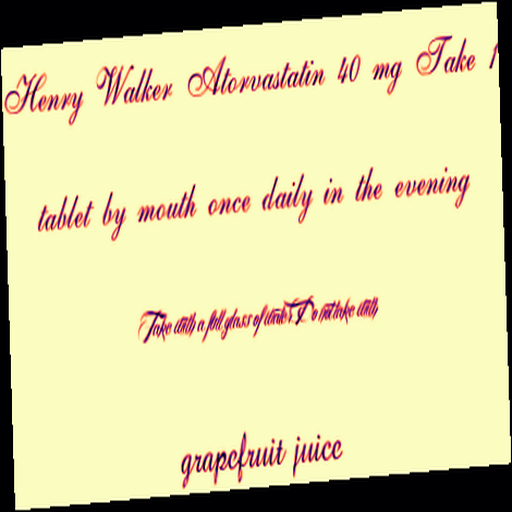 Henry Walker Atorvastatin 40 mg Take 1
tablet by mouth once daily in the evening
Take with a full glass of water Do not take with
grapefruit juice